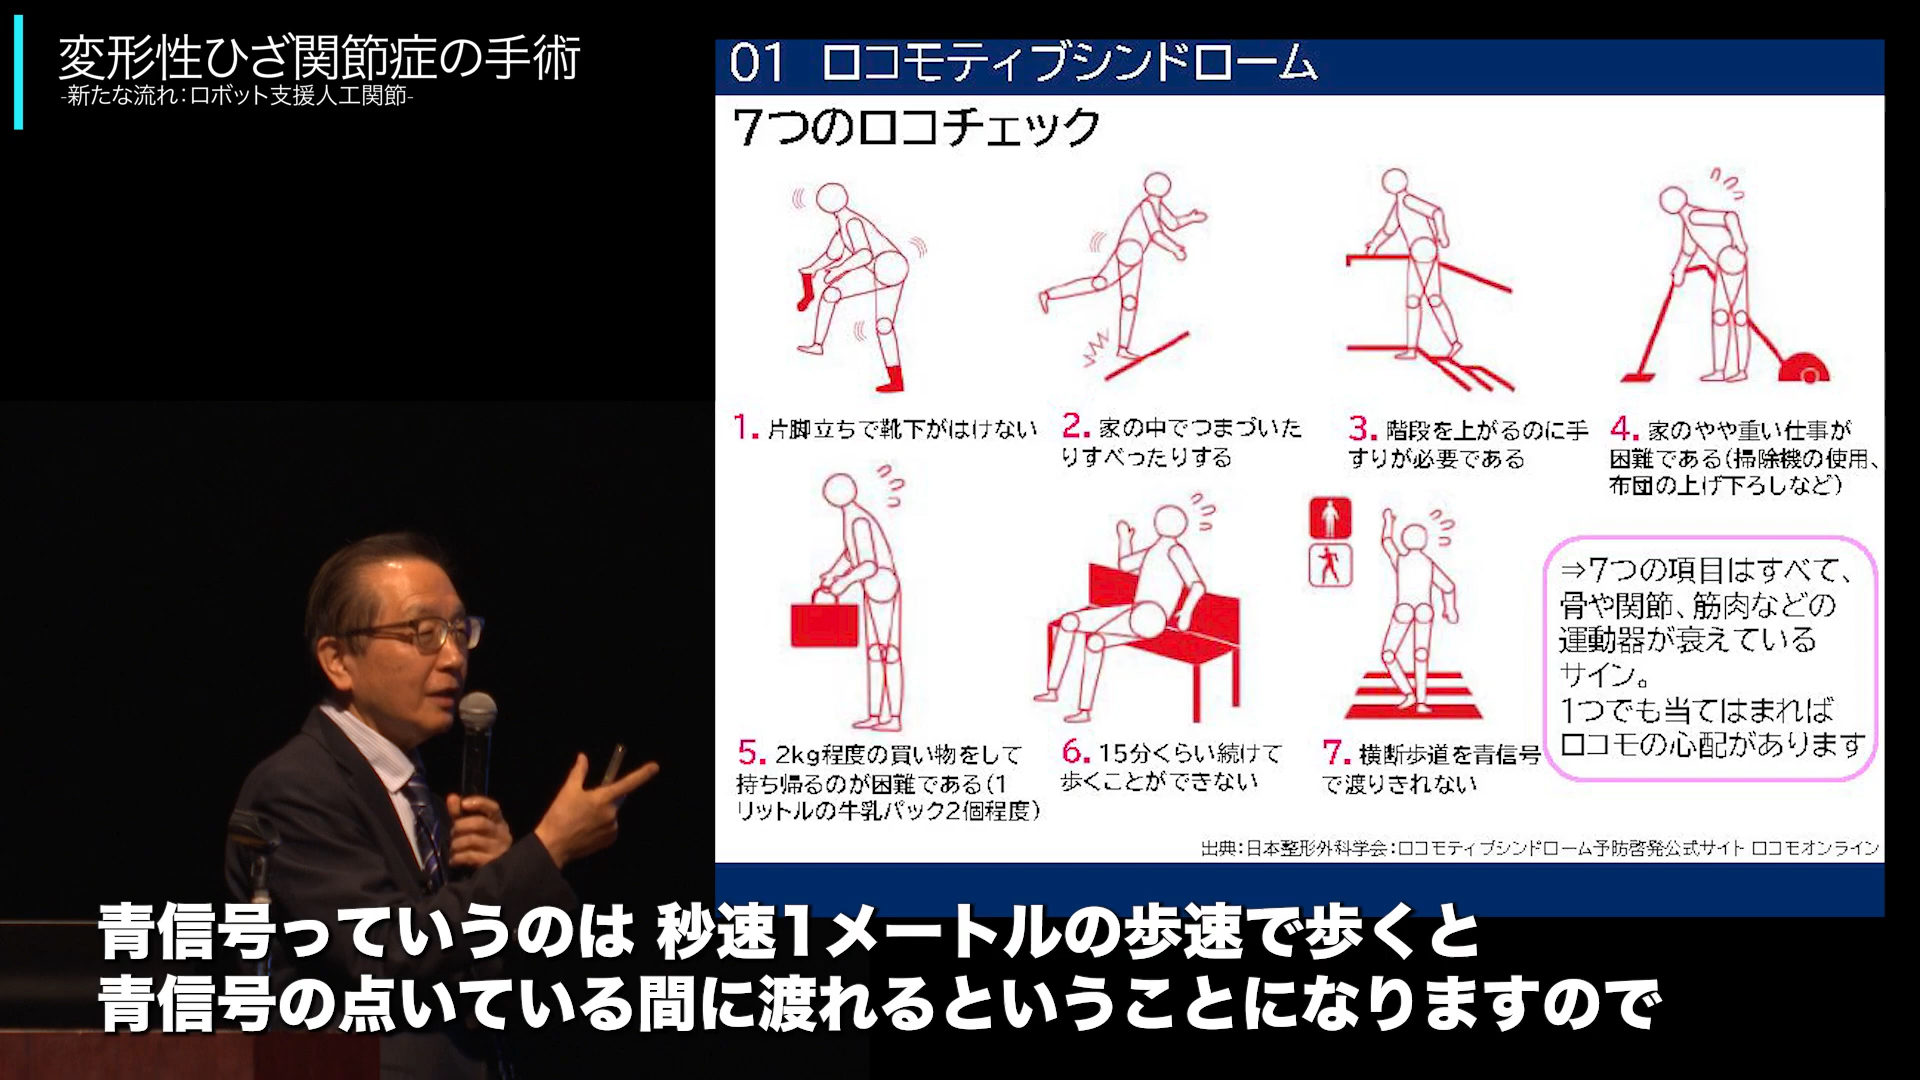 変形性ひざ関節症の手術
-新たな流れ：ロボット支援人工関節-
01 ロコモティブシンドローム
7つのロコチェック
1. 片脚立ちで靴下がはけない
2. 家の中でつまづいた
りすべったりする
3. 階段を上がるのに手
すりが必要である
4. 家のやや重い仕事が
困難である（掃除機の使用、
布団の上げ下ろしなど）
5. 2kg程度の買い物をして
持ち帰るのが困難である（1
リットルの牛乳パック2個程度）
6. 15分くらい続けて
歩くことができない
7. 横断歩道を青信号
で渡りきれない
⇒7つの項目はすべて、
骨や関節、筋肉などの
運動器が衰えている
サイン。
1つでも当てはまれば
ロコモの心配があります
出典：日本整形外科学会：ロコモティブシンドローム予防啓発公式サイト ロコモオンライン
青信号っていうのは 秒速1メートルの歩速で歩くと
青信号の点いている間に渡れるということになりますので